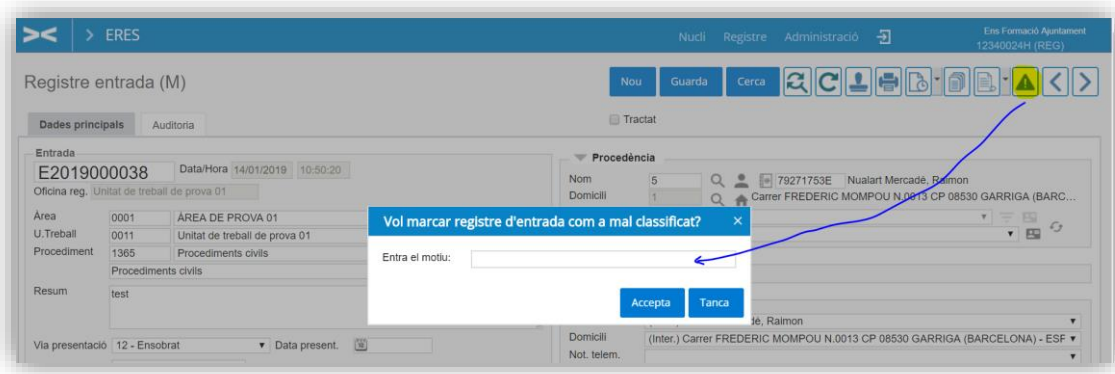 > ERES
Nucli Registre Administració
Ens Formació Ajuntament
12340024H (REG)
Registre entrada (M)
Nou Guarda Cerca
Dades principals Auditoria
Tractat
Entrada
E2019000038 Data/Hora 14/01/2019 10:50:20
Oficina reg. Unitat de treball de prova 01
Àrea 0001 ÀREA DE PROVA 01
U.Treball 0011 Unitat de treball de prova 01
Procediment 1365 Procediments civils
Procediments civils
Resum test
Via presentació 12 - Ensobrat Data present.
Procedència
Nom 5 79271753E Nualart Mercadé, Raimon
Domicili 1 Carrer FREDERIC MOMPOU N.0013 CP 08530 GARRIGA (BARC...
Vol marcar registre d'entrada com a mal classificat? ×
Entra el motiu:
Accepta Tanca
Raimon
Domicili (Inter.) Carrer FREDERIC MOMPOU N.0013 CP 08530 GARRIGA (BARCELONA) - ESP
Not. telem.